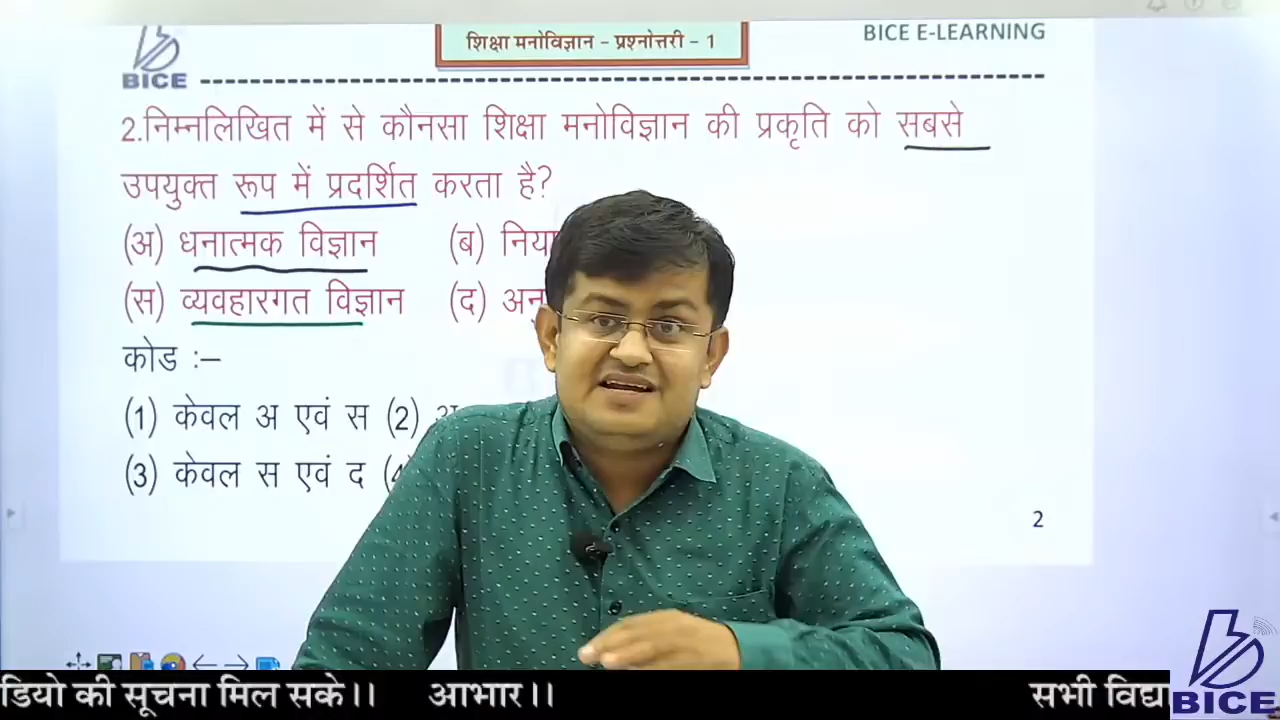 BICE
शिक्षा मनोविज्ञान – प्रश्नोत्तरी – 1
BICE E-LEARNING
2.निम्नलिखित में से कौनसा शिक्षा मनोविज्ञान की प्रकृति को सबसे
उपयुक्त रूप में प्रदर्शित करता है?
(अ) धनात्मक विज्ञान (ब)
(स) व्यवहारगत विज्ञान (द)
कोड :–
(1) केवल अ एवं स (2)
(3) केवल स एवं द
2
की सूचना मिल सके।। आभार।। सभी
BICE